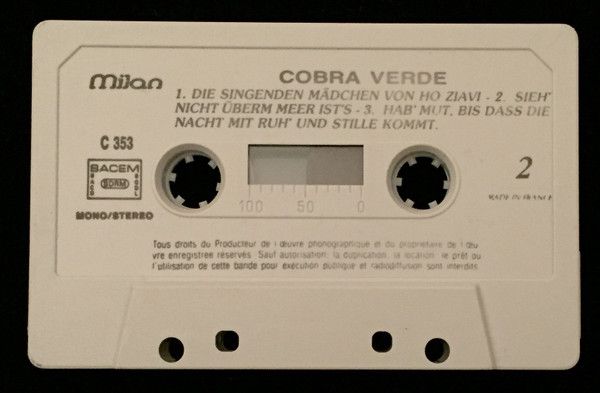 Milan
COBRA VERDE
1. DIE SINGENDEN MÄDCHEN VON HO ZIAVI - 2. SIEH'
NICHT ÜBERM MEER IST'S - 3. HAB' MUT, BIS DASS DIE
NACHT MIT RUH' UND STILLE KOMMT.
C 353
SACEM
SACD
SDRM
SGDL
MONO/STEREO
100 50 0
2
MADE IN FRANCE
Tous droits du Producteur de l œuvre phonographique et du propriétaire de l œu
vre enregistrée réservés. Sauf autorisation, la duplication, la location, le prêt ou
l'utilisation de cette bande pour exécution publique et radiodiffusion sont interdits